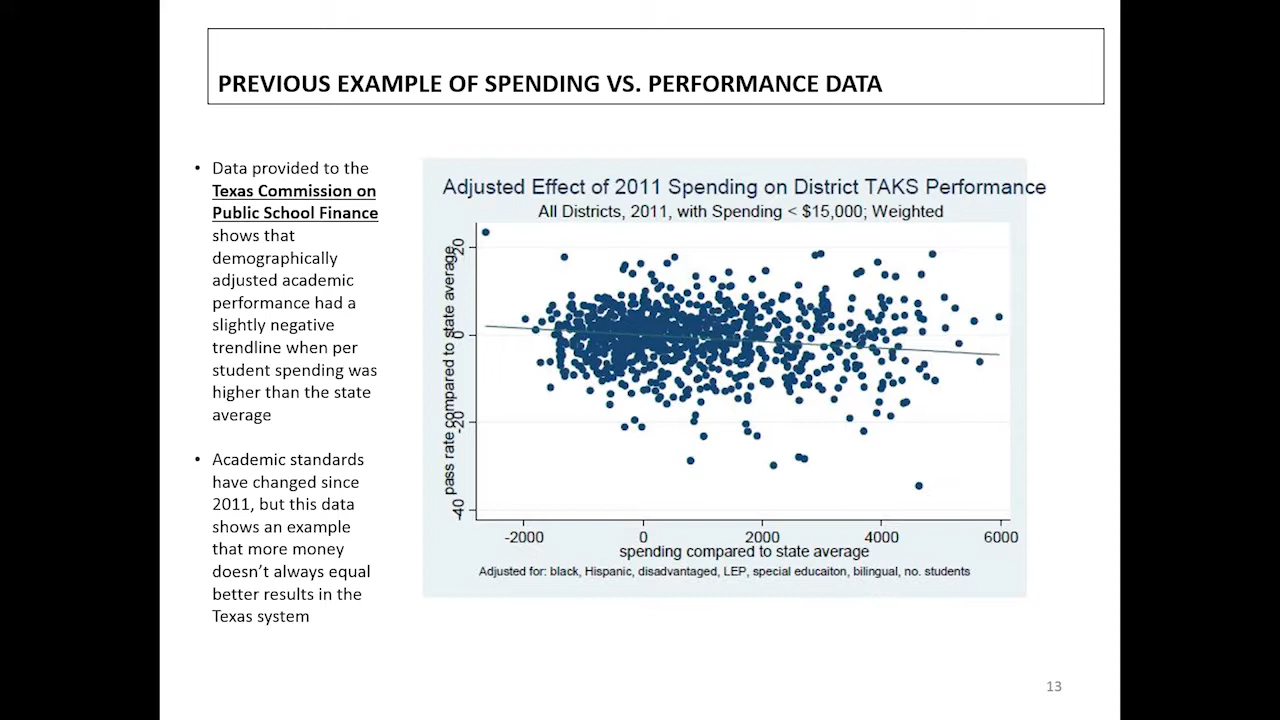 PREVIOUS EXAMPLE OF SPENDING VS. PERFORMANCE DATA
• Data provided to the
Texas Commission on
Public School Finance
shows that
demographically
adjusted academic
performance had a
slightly negative
trendline when per
student spending was
higher than the state
average
• Academic standards
have changed since
2011, but this data
shows an example
that more money
doesn't always equal
better results in the
Texas system
Adjusted Effect of 2011 Spending on District TAKS Performance
All Districts, 2011, with Spending < $15,000; Weighted
pass rate compared to state average
20
0
-20
-40
-2000 0 2000 4000 6000
spending compared to state average
Adjusted for: black, Hispanic, disadvantaged, LEP, special educaiton, bilingual, no. students
13